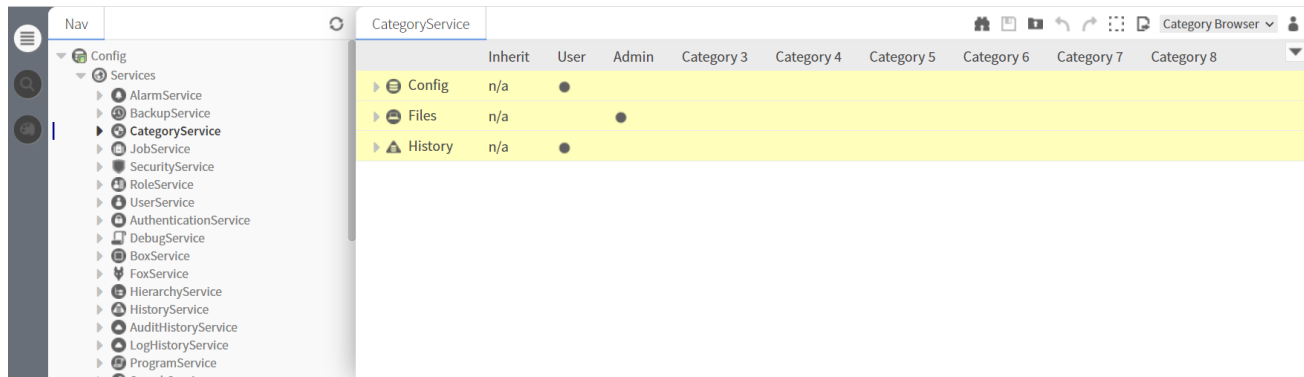 Nav
CategoryService
Category Browser
Config
Services
AlarmService
BackupService
CategoryService
JobService
SecurityService
RoleService
UserService
AuthenticationService
DebugService
BoxService
FoxService
HierarchyService
HistoryService
AuditHistoryService
LogHistoryService
ProgramService
Inherit User Admin Category 3 Category 4 Category 5 Category 6 Category 7 Category 8
Config n/a
Files n/a
History n/a